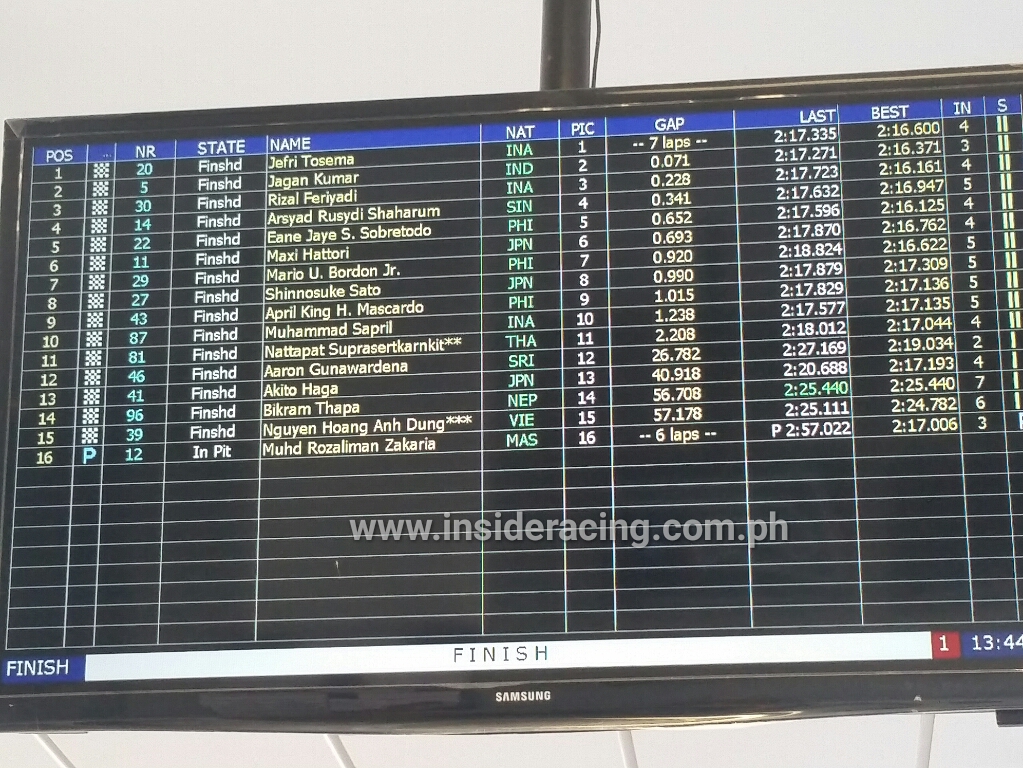 POS ... NR STATE NAME NAT PIC GAP LAST BEST IN S
1 20 Finshd Jefri Tosema INA 1 -- 7 laps -- 2:17.335 2:16.600 4
2 5 Finshd Jagan Kumar IND 2 0.071 2:17.271 2:16.371 3
3 30 Finshd Rizal Feriyadi INA 3 0.228 2:17.723 2:16.161 4
4 14 Finshd Arsyad Rusydi Shaharum SIN 4 0.341 2:17.632 2:16.947 5
5 22 Finshd Eane Jaye S. Sobretodo PHI 5 0.652 2:17.596 2:16.125 4
6 11 Finshd Maxi Hattori JPN 6 0.693 2:17.870 2:16.762 4
7 29 Finshd Mario U. Bordon Jr. PHI 7 0.920 2:18.824 2:16.622 5
8 27 Finshd Shinnosuke Sato JPN 8 0.990 2:17.879 2:17.309 5
9 43 Finshd April King H. Mascardo PHI 9 1.015 2:17.829 2:17.136 5
10 87 Finshd Muhammad Sapril INA 10 1.238 2:17.577 2:17.135 5
11 81 Finshd Nattapat Suprasertkarnkit** THA 11 2.208 2:18.012 2:17.044 4
12 46 Finshd Aaron Gunawardena SRI 12 26.782 2:27.169 2:19.034 2
13 41 Finshd Akito Haga JPN 13 40.918 2:20.688 2:17.193 4
14 96 Finshd Bikram Thapa NEP 14 56.708 2:25.440 2:25.440 7
15 39 Finshd Nguyen Hoang Anh Dung*** VIE 15 57.178 2:25.111 2:24.782 6
16 P 12 In Pit Muhd Rozaliman Zakaria MAS 16 -- 6 laps -- P 2:57.022 2:17.006 3
www.insideracing.com.ph
FINISH FINISH 1 13:44
SAMSUNG